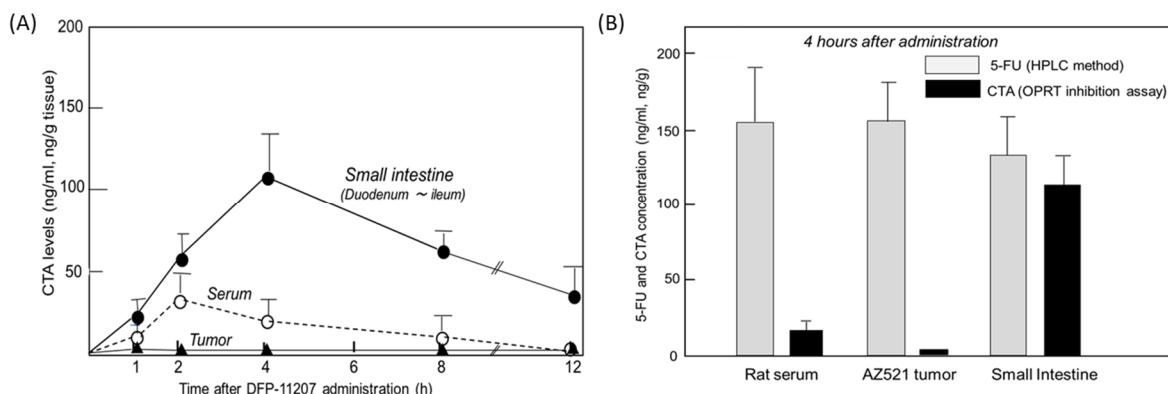 (A)
CTA levels (ng/ml, ng/g tissue)
200
150
100
50
Small intestine
(Duodenum ~ ileum)
Serum
Tumor
1 2 4 6 8 12
Time after DFP-11207 administration (h)
(B)
5-FU and CTA concentration (ng/ml, ng/g)
200
150
100
50
0
4 hours after administration
5-FU (HPLC method)
CTA (OPRT inhibition assay)
Rat serum AZ521 tumor Small Intestine